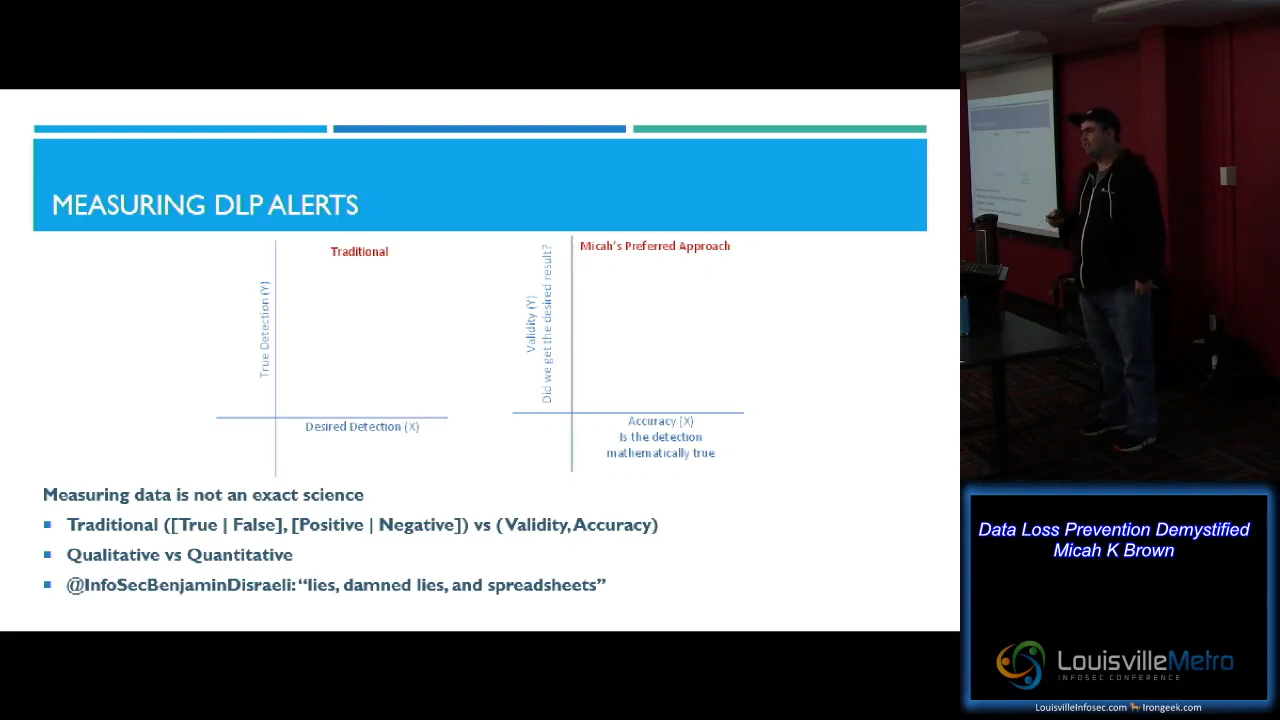 MEASURING DLP ALERTS
Traditional
True Detection (Y)
Desired Detection (X)
Micah's Preferred Approach
Validity (Y)
Did we get the desired result?
Accuracy (X)
Is the detection
mathematically true
Measuring data is not an exact science
Traditional ([True | False], [Positive | Negative]) vs (Validity, Accuracy)
Qualitative vs Quantitative
@InfoSecBenjaminDisraeli: “lies, damned lies, and spreadsheets”
Data Loss Prevention Demystified
Micah K Brown
LouisvilleMetro
INFOSEC CONFERENCE
LouisvilleInfosec.com Irongeek.com